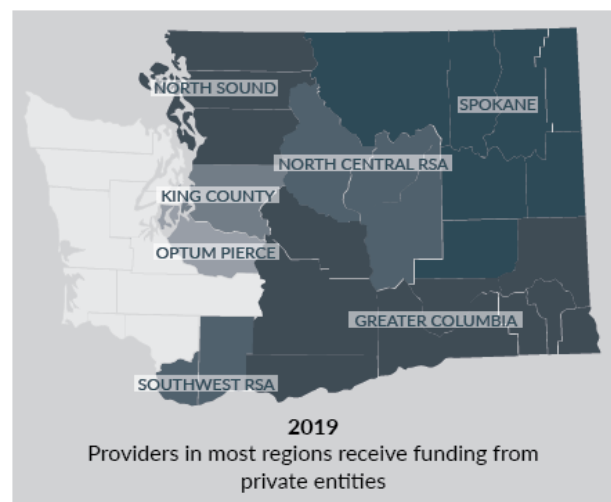 NORTH SOUND
SPOKANE
NORTH CENTRAL RSA
KING COUNTY
OPTUM PIERCE
GREATER COLUMBIA
SOUTHWEST RSA
2019
Providers in most regions receive funding from
private entities